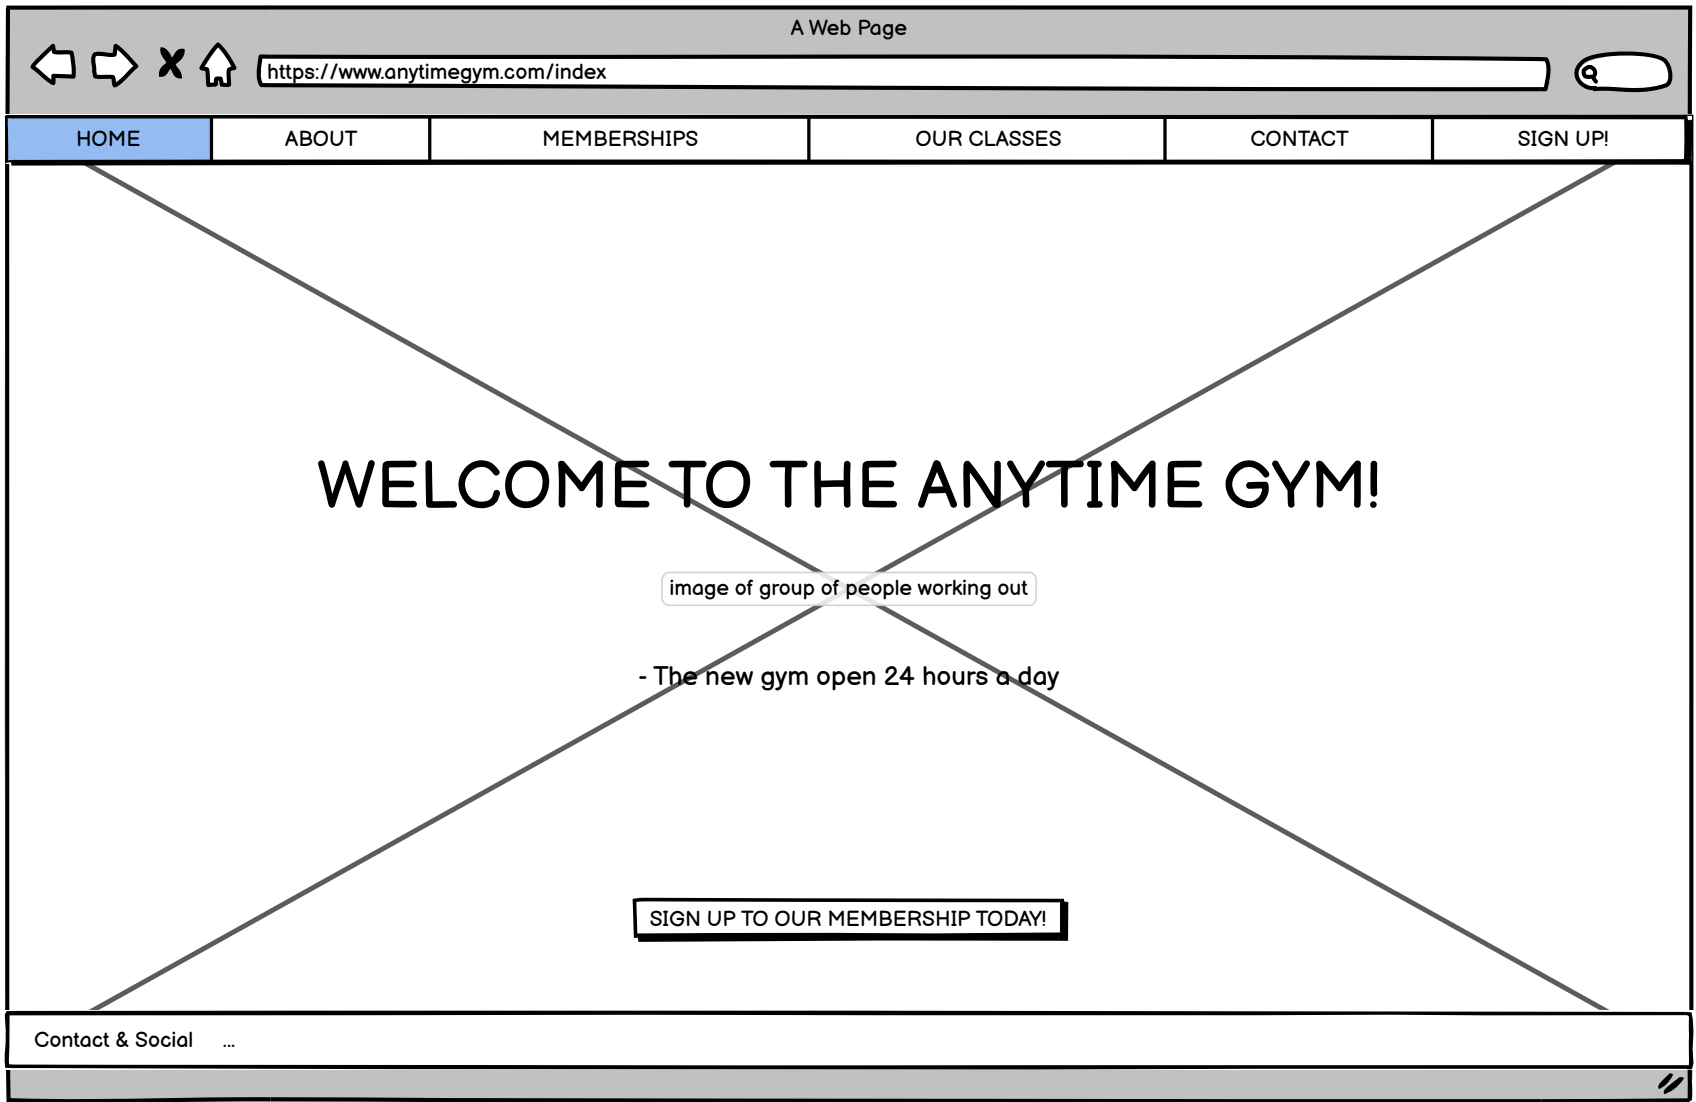 A Web Page
https://www.anytimegym.com/index
HOME ABOUT MEMBERSHIPS OUR CLASSES CONTACT SIGN UP!
WELCOME TO THE ANYTIME GYM!
image of group of people working out
- The new gym open 24 hours a day
SIGN UP TO OUR MEMBERSHIP TODAY!
Contact & Social ...